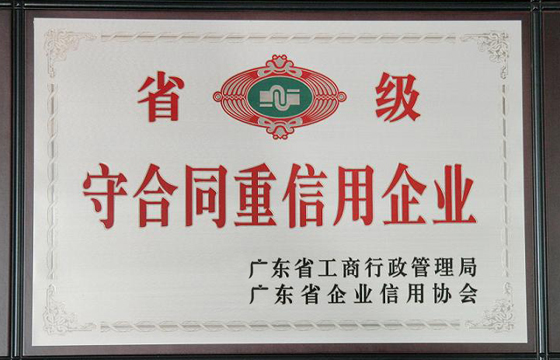 省 级
守合同重信用企业
广东省工商行政管理局
广东省企业信用协会